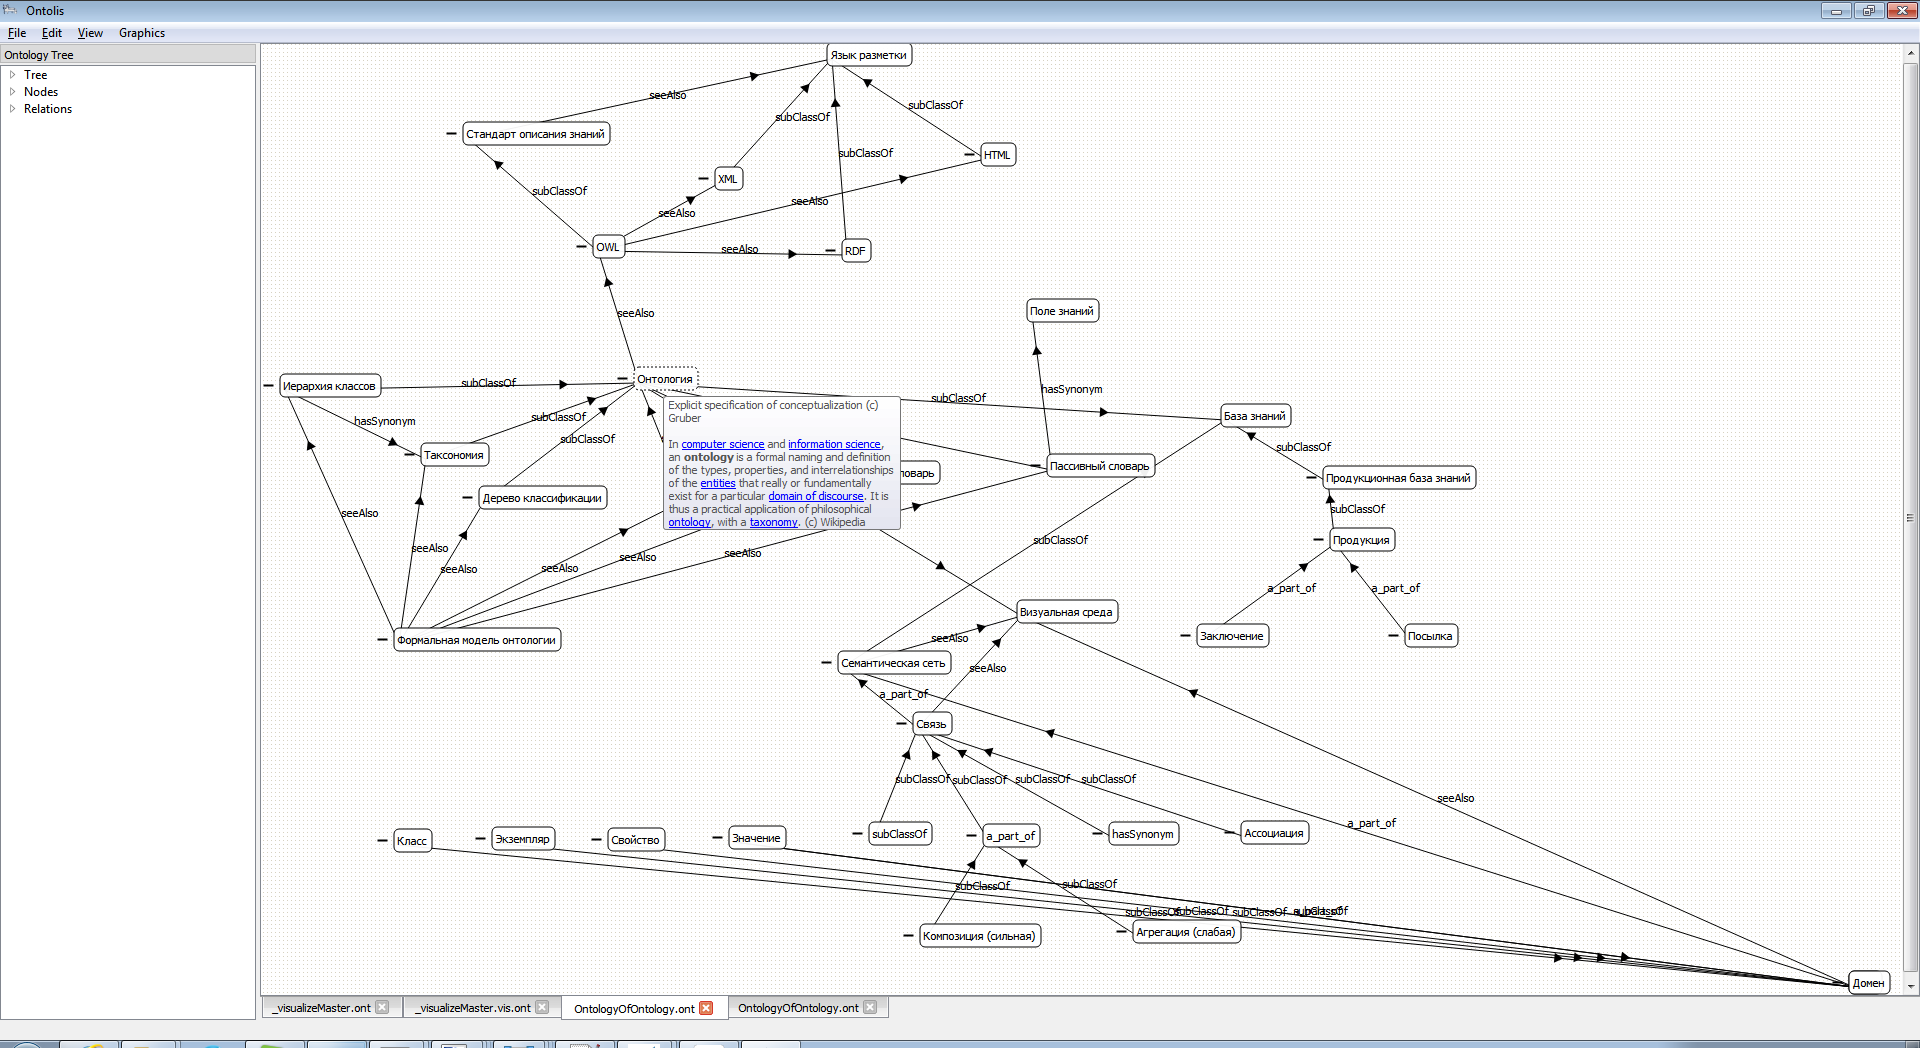 Ontolis
File Edit View Graphics
Ontology Tree
Tree
Nodes
Relations
Язык разметки
seeAlso
subClassOf
subClassOf
Стандарт описания знаний
subClassOf
HTML
XML
subClassOf
seeAlso
seeAlso
OWL
seeAlso
RDF
seeAlso
Поле знаний
Иерархия классов
subClassOf
Онтология
hasSynonym
subClassOf
Explicit specification of conceptualization (c)
Gruber
In computer science and information science,
an ontology is a formal naming and definition
of the types, properties, and interrelationships
of the entities that really or fundamentally
exist for a particular domain of discourse. It is
thus a practical application of philosophical
ontology, with a taxonomy. (c) Wikipedia
База знаний
hasSynonym
subClassOf
subClassOf
subClassOf
Таксономия
Пассивный словарь
ловарь
Продукционная база знаний
Дерево классификации
seeAlso
subClassOf
seeAlso
seeAlso
seeAlso
seeAlso
seeAlso
subClassOf
Продукция
a_part_of
a_part_of
Визуальная среда
Формальная модель онтологии
seeAlso
Заключение
Посылка
Семантическая сеть
seeAlso
a_part_of
Связь
subClassOf
subClassOf
subClassOf
subClassOf
seeAlso
a_part_of
Класс
Экземпляр
Свойство
Значение
subClassOf
a_part_of
hasSynonym
Ассоциация
subClassOf
subClassOf
subClassOf
subClassOf
subClassOf
Композиция (сильная)
Агрегация (слабая)
Домен
_visualizeMaster.ont
_visualizeMaster.vis.ont
OntologyOfOntology.ont
OntologyOfOntology.ont